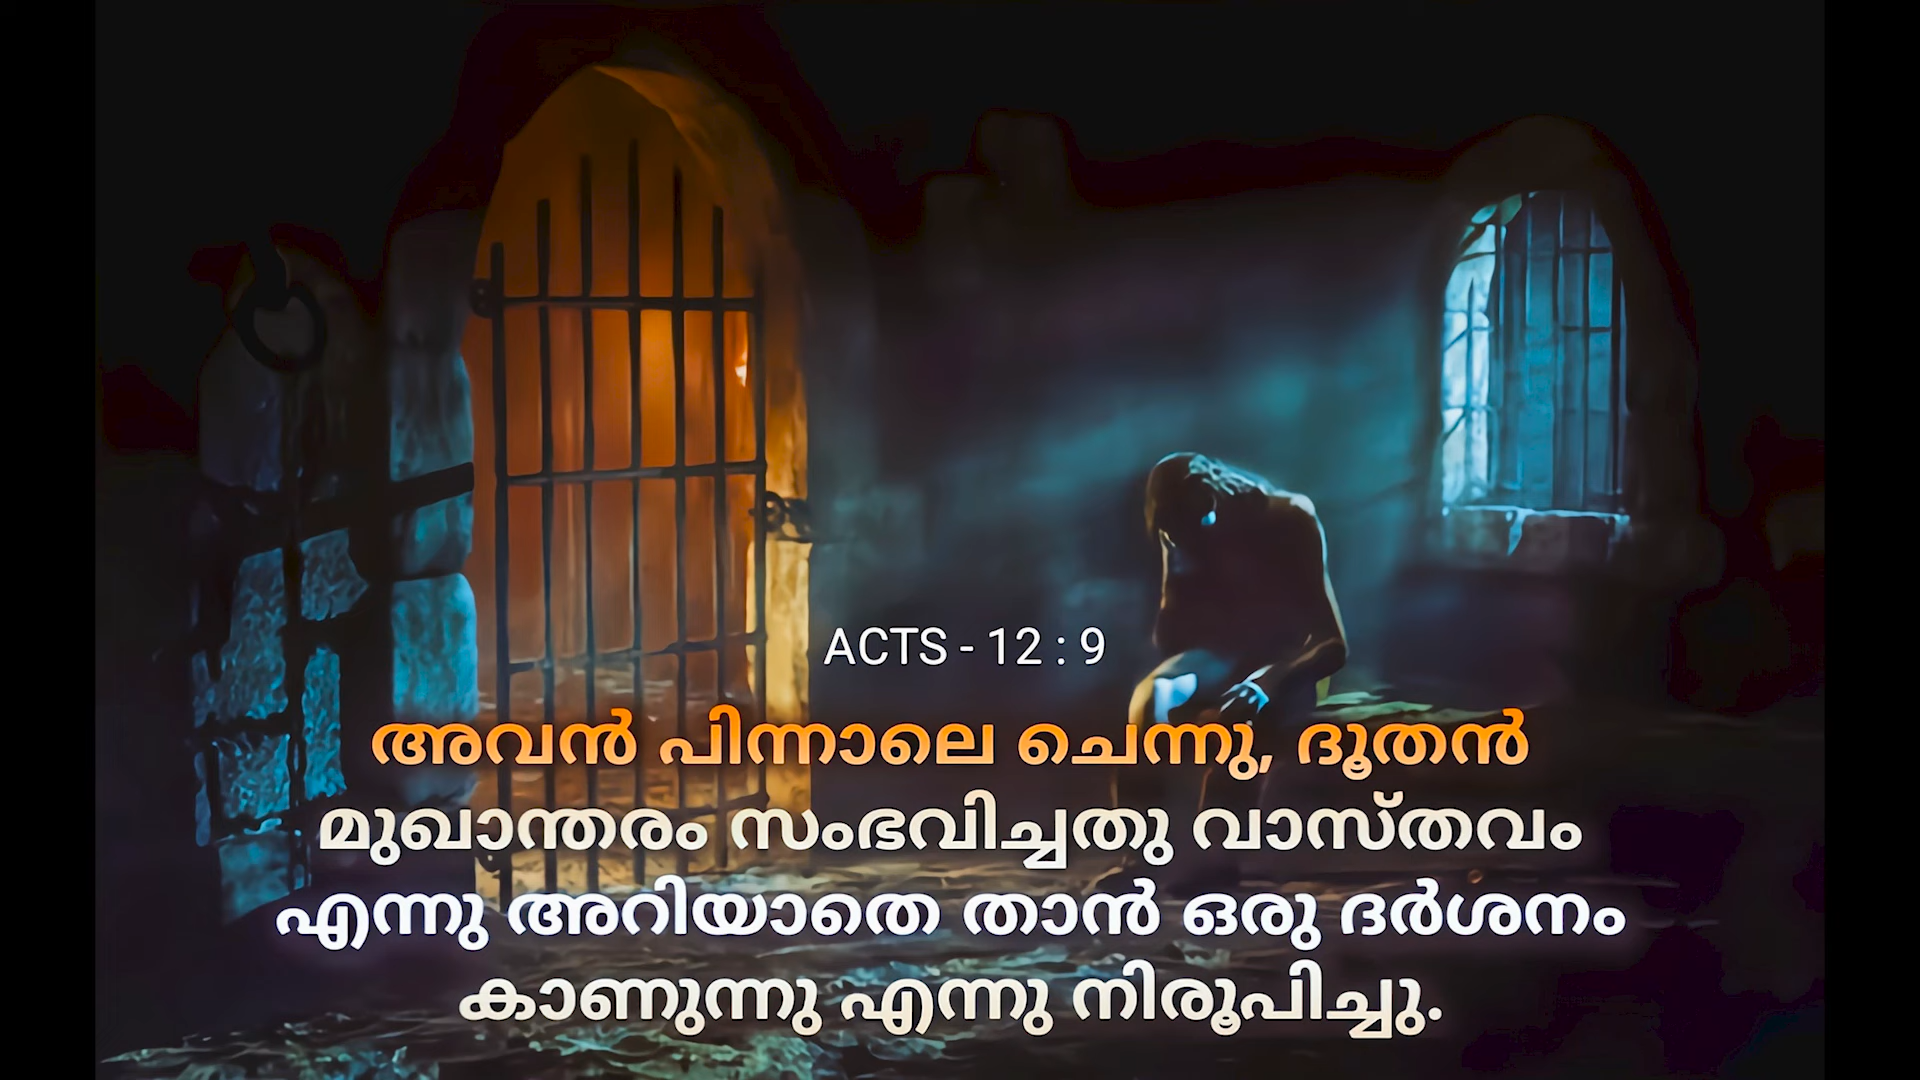 ACTS - 12 : 9
അവൻ പിന്നാലെ ചെന്നു, ദൂതൻ
മുഖാന്തരം സംഭവിച്ചതു വാസ്തവം
എന്നു അറിയാതെ താൻ ഒരു ദർശനം
കാണുന്നു എന്നു നിരൂപിച്ചു.